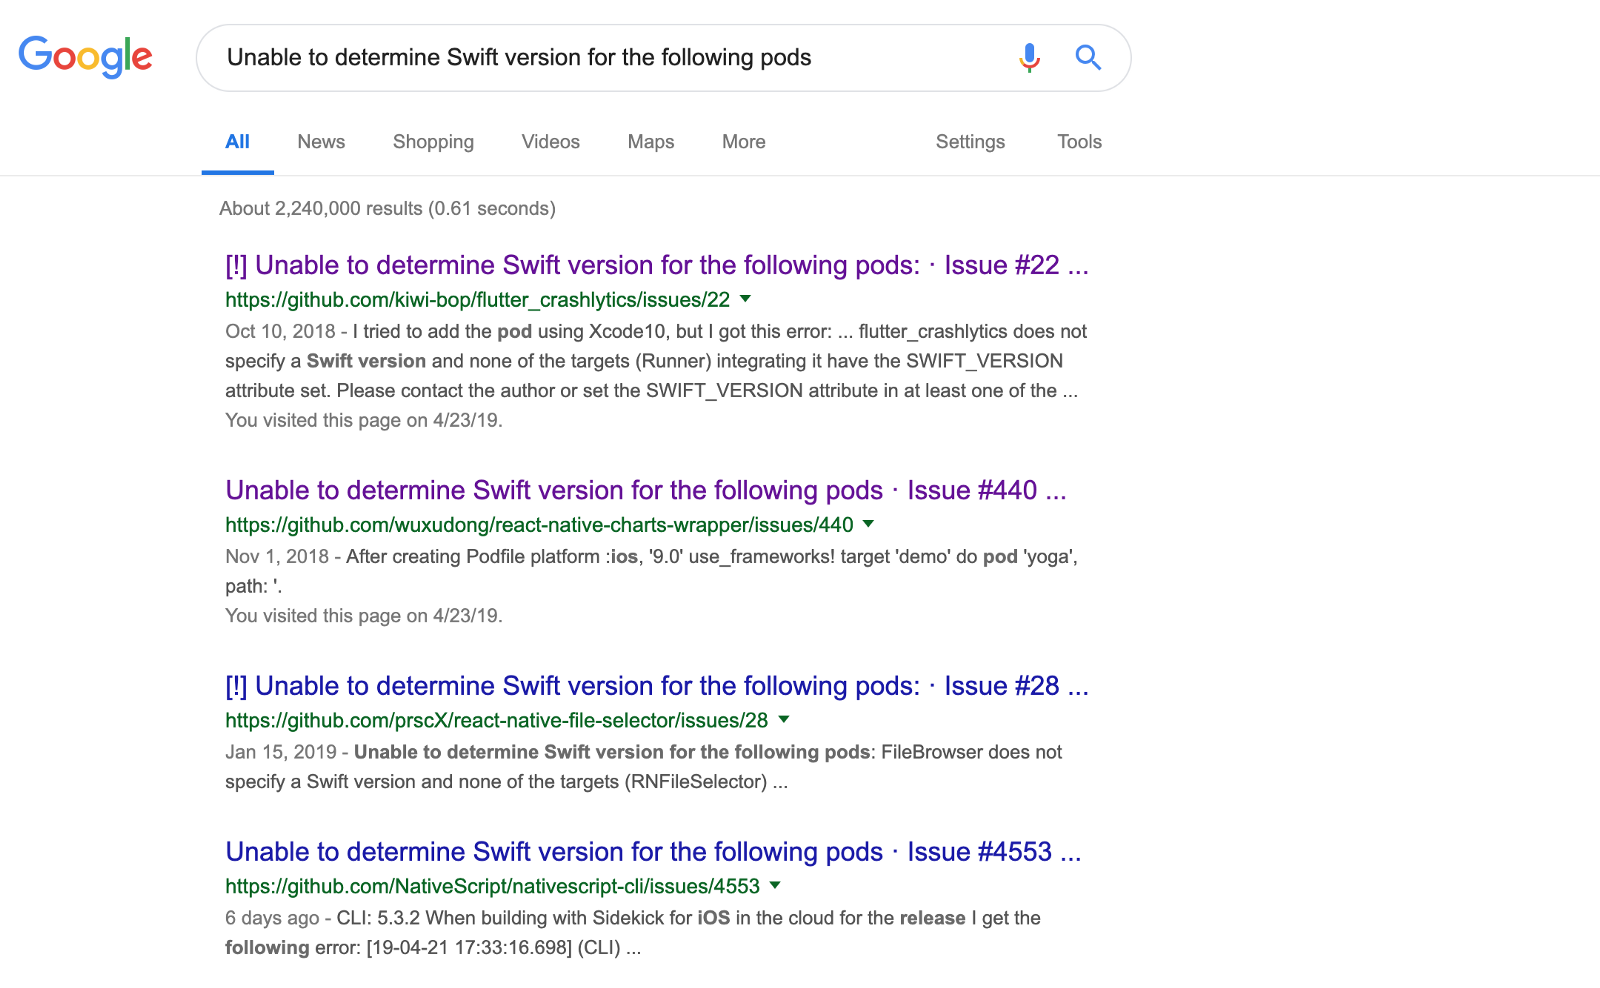 Google
Unable to determine Swift version for the following pods
All News Shopping Videos Maps More Settings Tools
About 2,240,000 results (0.61 seconds)
[!] Unable to determine Swift version for the following pods: · Issue #22 ...
https://github.com/kiwi-bop/flutter_crashlytics/issues/22
Oct 10, 2018 - I tried to add the pod using Xcode10, but I got this error: ... flutter_crashlytics does not
specify a Swift version and none of the targets (Runner) integrating it have the SWIFT_VERSION
attribute set. Please contact the author or set the SWIFT_VERSION attribute in at least one of the ...
You visited this page on 4/23/19.
Unable to determine Swift version for the following pods · Issue #440 ...
https://github.com/wuxudong/react-native-charts-wrapper/issues/440
Nov 1, 2018 - After creating Podfile platform :ios, '9.0' use_frameworks! target 'demo' do pod 'yoga',
path: '.
You visited this page on 4/23/19.
[!] Unable to determine Swift version for the following pods: · Issue #28 ...
https://github.com/prscX/react-native-file-selector/issues/28
Jan 15, 2019 - Unable to determine Swift version for the following pods: FileBrowser does not
specify a Swift version and none of the targets (RNFileSelector) ...
Unable to determine Swift version for the following pods · Issue #4553 ...
https://github.com/NativeScript/nativescript-cli/issues/4553
6 days ago - CLI: 5.3.2 When building with Sidekick for iOS in the cloud for the release I get the
following error: [19-04-21 17:33:16.698] (CLI) ...